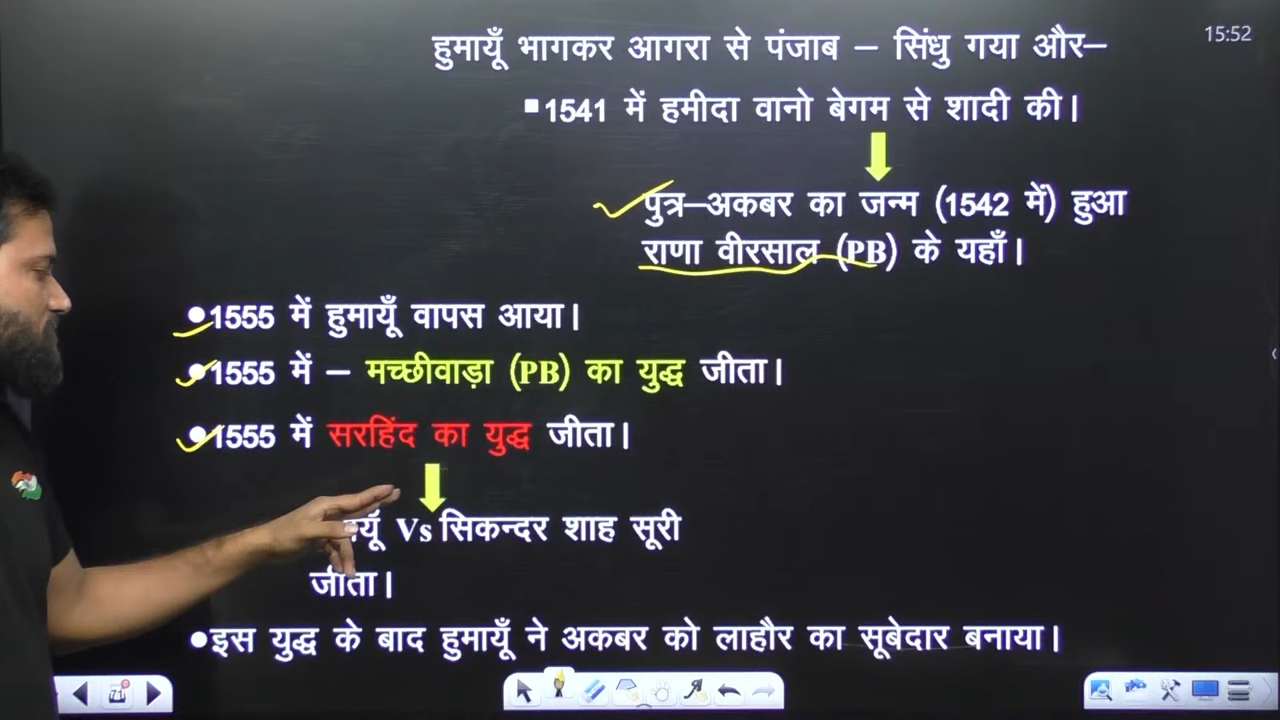 15:52
हुमायूँ भागकर आगरा से पंजाब – सिंधु गया और–
▪1541 में हमीदा वानो बेगम से शादी की।
पुत्र–अकबर का जन्म (1542 में) हुआ
राणा वीरसाल (PB) के यहाँ।
●1555 में हुमायूँ वापस आया।
●1555 में – मच्छीवाड़ा (PB) का युद्ध जीता।
●1555 में सरहिंद का युद्ध जीता।
Vs सिकन्दर शाह सूरी
जीता।
●इस युद्ध के बाद हुमायूँ ने अकबर को लाहौर का सूबेदार बनाया।
71